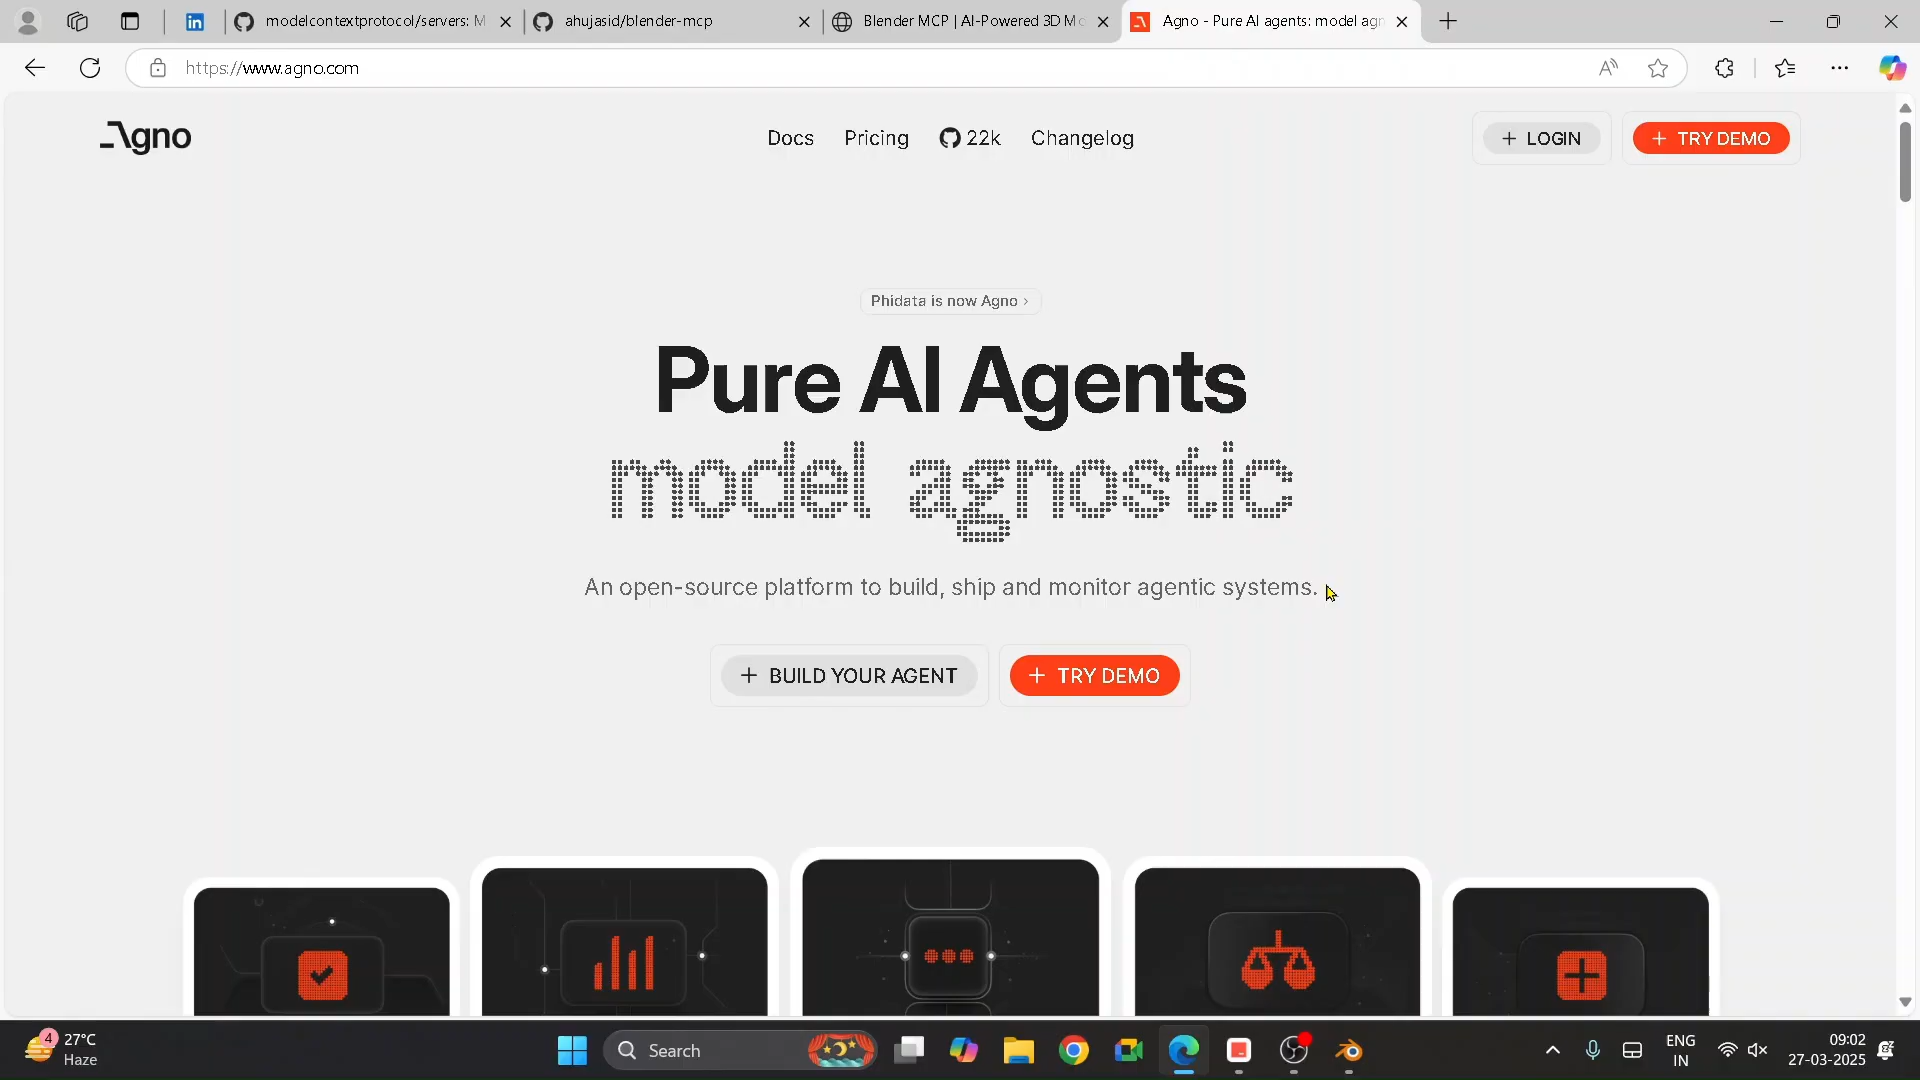 modelcontextprotocol/servers: M
ahujasid/blender-mcp
Blender MCP | AI-Powered 3D Mo
Agno - Pure AI agents: model agn
https://www.agno.com
Agno
Docs
Pricing
22k
Changelog
+ LOGIN
+ TRY DEMO
Phidata is now Agno ›
Pure AI Agents
model agnostic
An open-source platform to build, ship and monitor agentic systems.
+ BUILD YOUR AGENT
+ TRY DEMO
4
27°C
Haze
Search
ENG
IN
09:02
27-03-2025